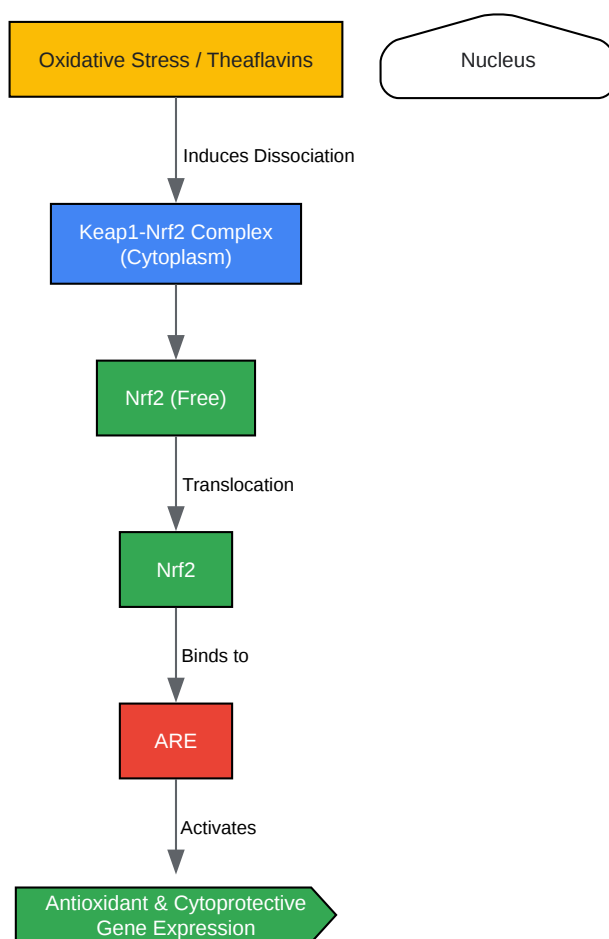 Oxidative Stress / Theaflavins
Nucleus
Induces Dissociation
Keap1-Nrf2 Complex
(Cytoplasm)
Nrf2 (Free)
Translocation
Nrf2
Binds to
ARE
Activates
Antioxidant & Cytoprotective
Gene Expression